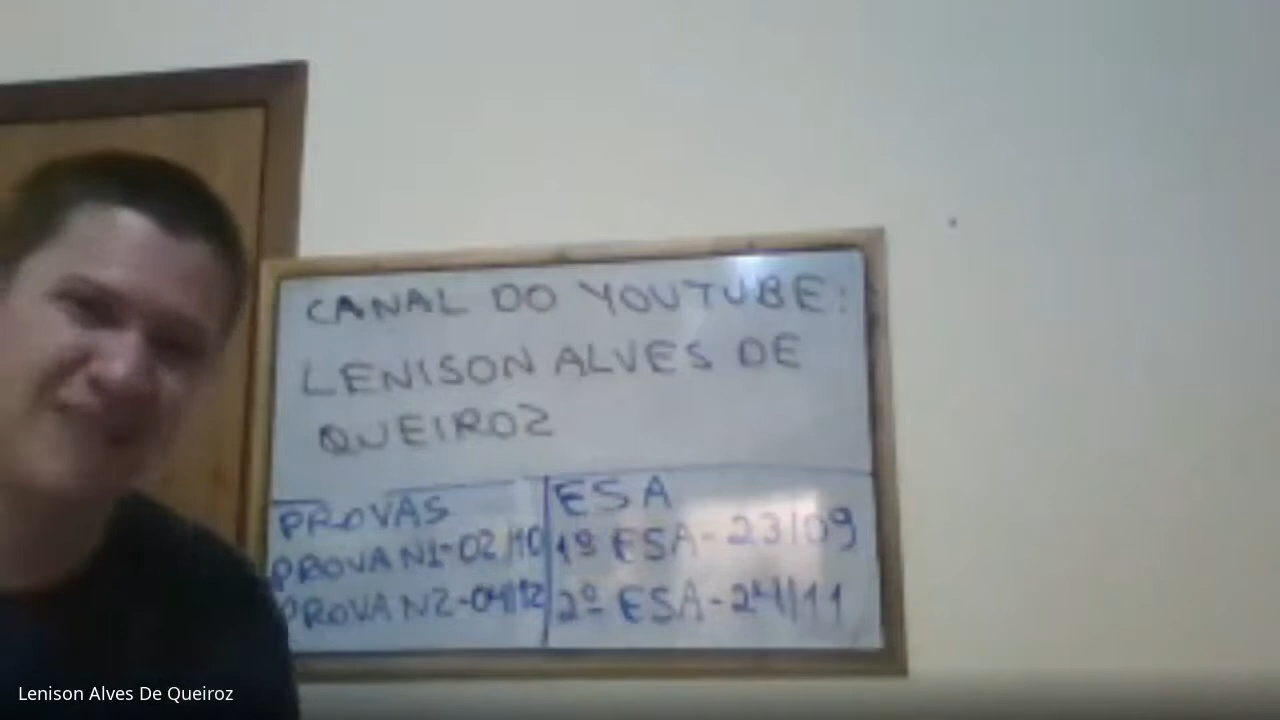 CANAL DO YOUTUBE:
LENISON ALVES DE
QUEIROZ
PROVAS
PROVA N1-02/10
PROVA N2-04/12
ESA
1º ESA-23/09
2º ESA-24/11
Lenison Alves De Queiroz